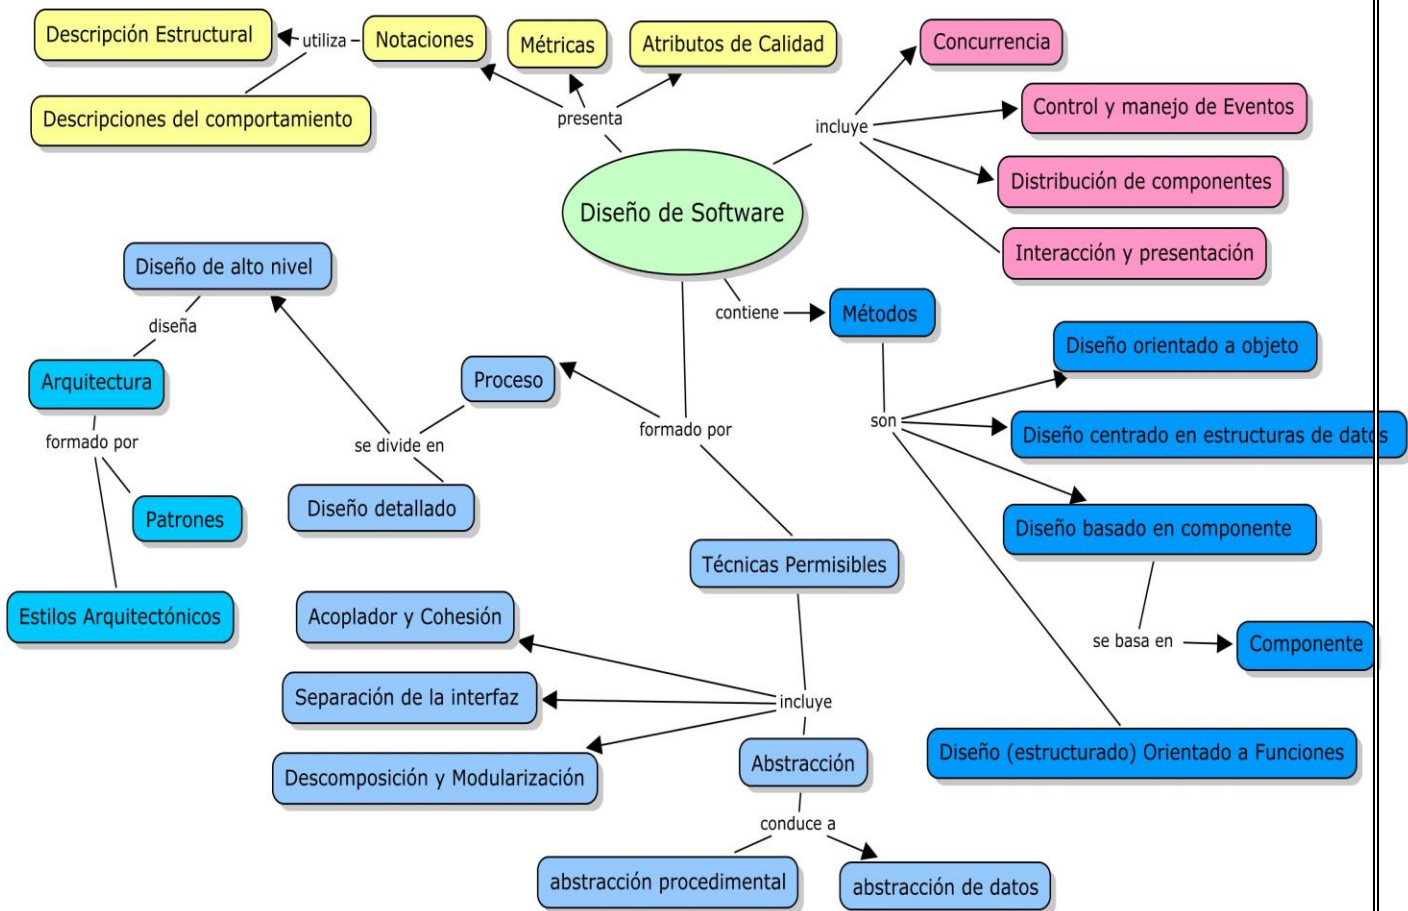 Descripción Estructural
utiliza
Notaciones
Métricas
Atributos de Calidad
Concurrencia
Descripciones del comportamiento
presenta
incluye
Control y manejo de Eventos
Distribución de componentes
Diseño de Software
Interacción y presentación
Diseño de alto nivel
diseña
contiene
Métodos
Arquitectura
Proceso
Diseño orientado a objeto
formado por
se divide en
formado por
son
Diseño centrado en estructuras de datos
Patrones
Diseño detallado
Diseño basado en componente
Técnicas Permisibles
Estilos Arquitectónicos
Acoplador y Cohesión
se basa en
Componente
Separación de la interfaz
incluye
Descomposición y Modularización
Abstracción
Diseño (estructurado) Orientado a Funciones
conduce a
abstracción procedimental
abstracción de datos